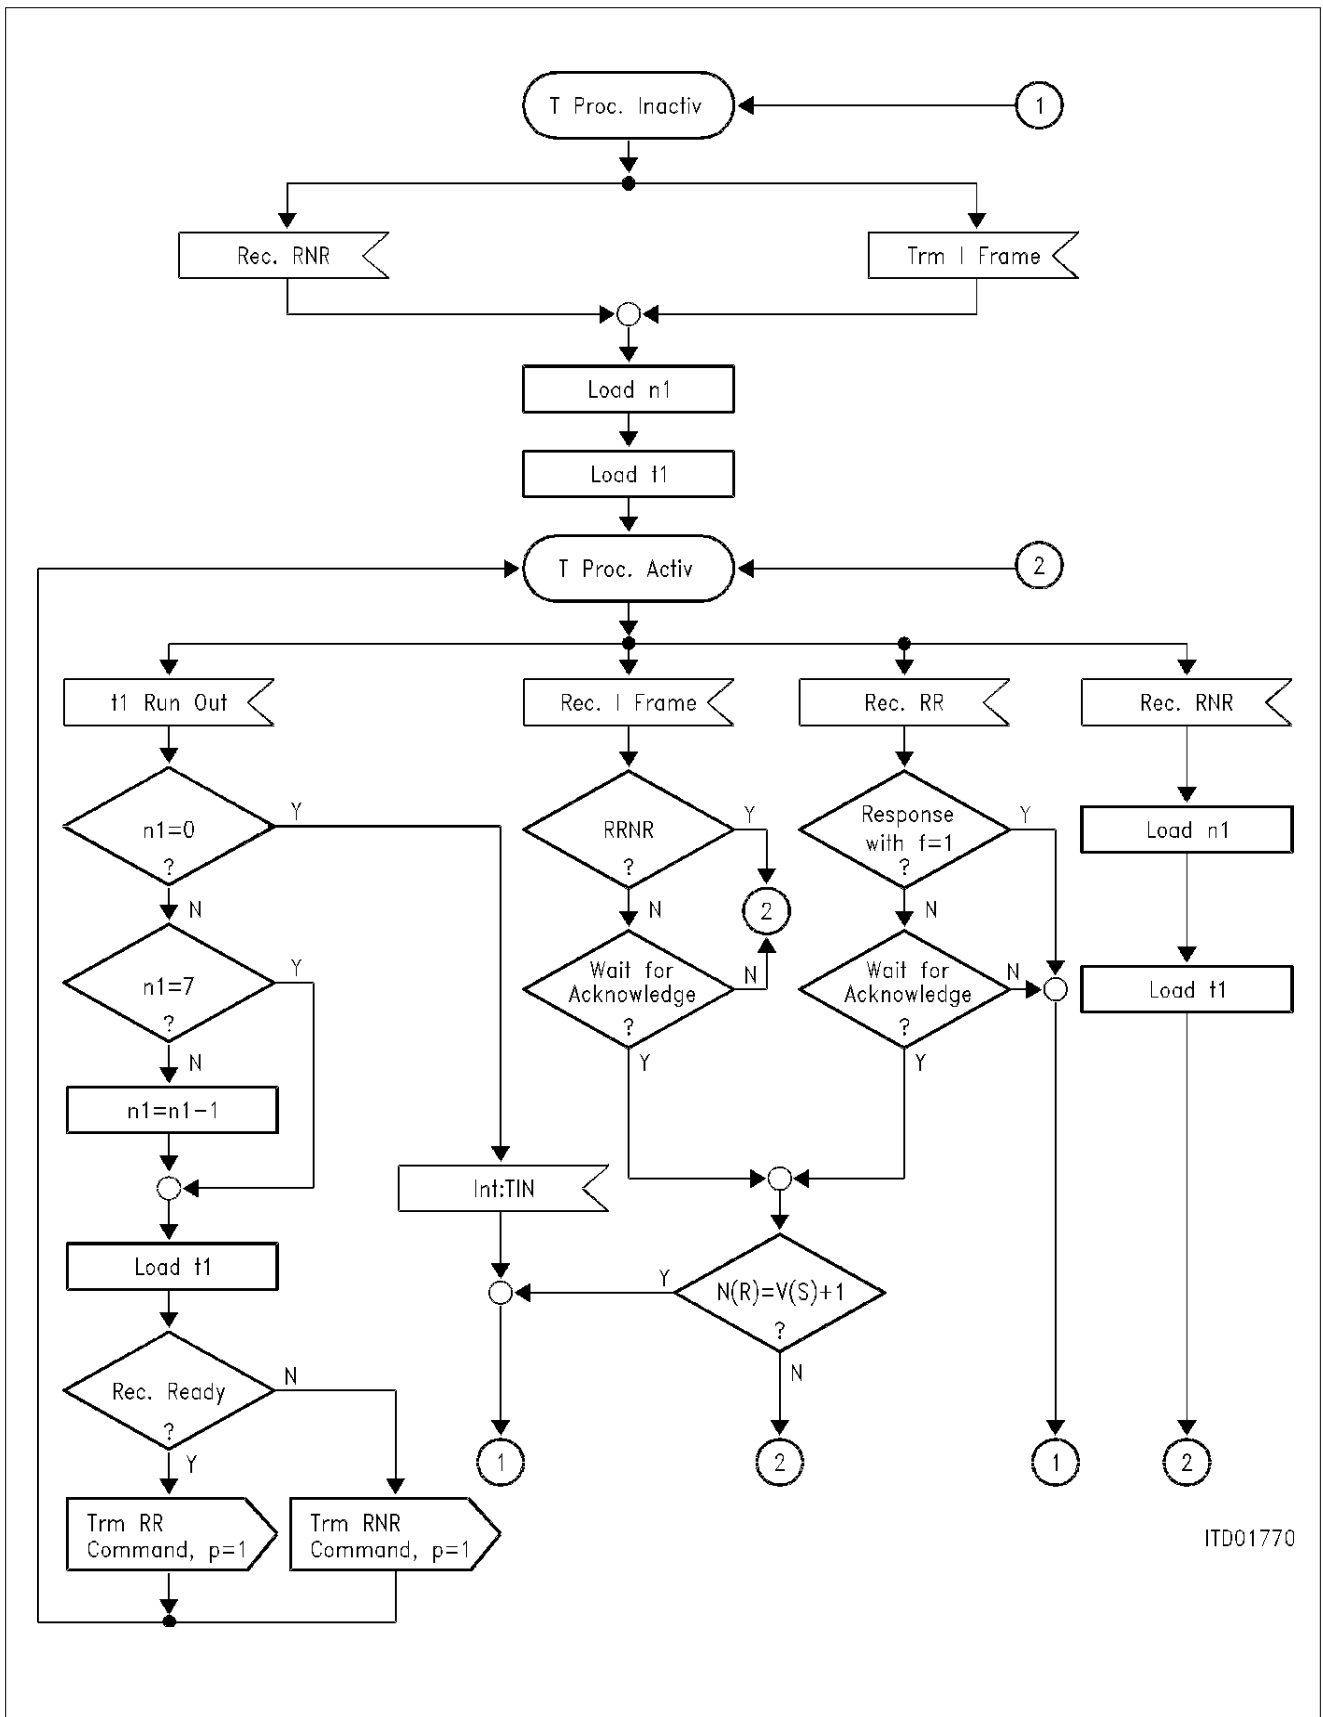 T Proc. Inactiv
1
Rec. RNR
Trm I Frame
Load n1
Load t1
T Proc. Activ
2
t1 Run Out
Rec. I Frame
Rec. RR
Rec. RNR
n1=0
?
Y
N
RRNR
?
Y
N
Response
with f=1
?
Y
N
Load n1
2
n1=7
?
Y
N
Wait for
Acknowledge
?
N
Y
Wait for
Acknowledge
?
N
Y
Load t1
n1=n1-1
Int:TIN
Load t1
N(R)=V(S)+1
?
Y
N
Rec. Ready
?
N
Y
1
2
1
2
Trm RR
Command, p=1
Trm RNR
Command, p=1
ITD01770